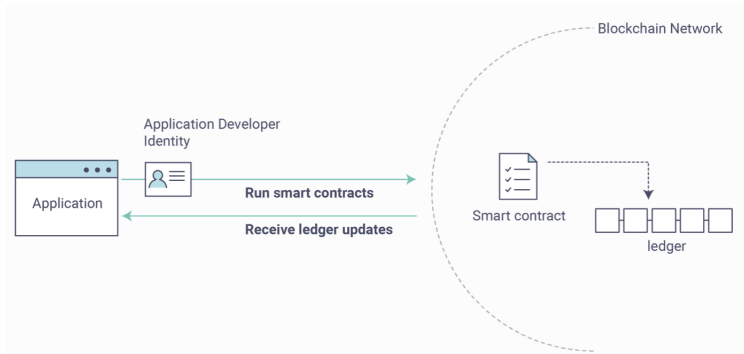 Blockchain Network
Application Developer
Identity
Application
Run smart contracts
Receive ledger updates
Smart contract
ledger